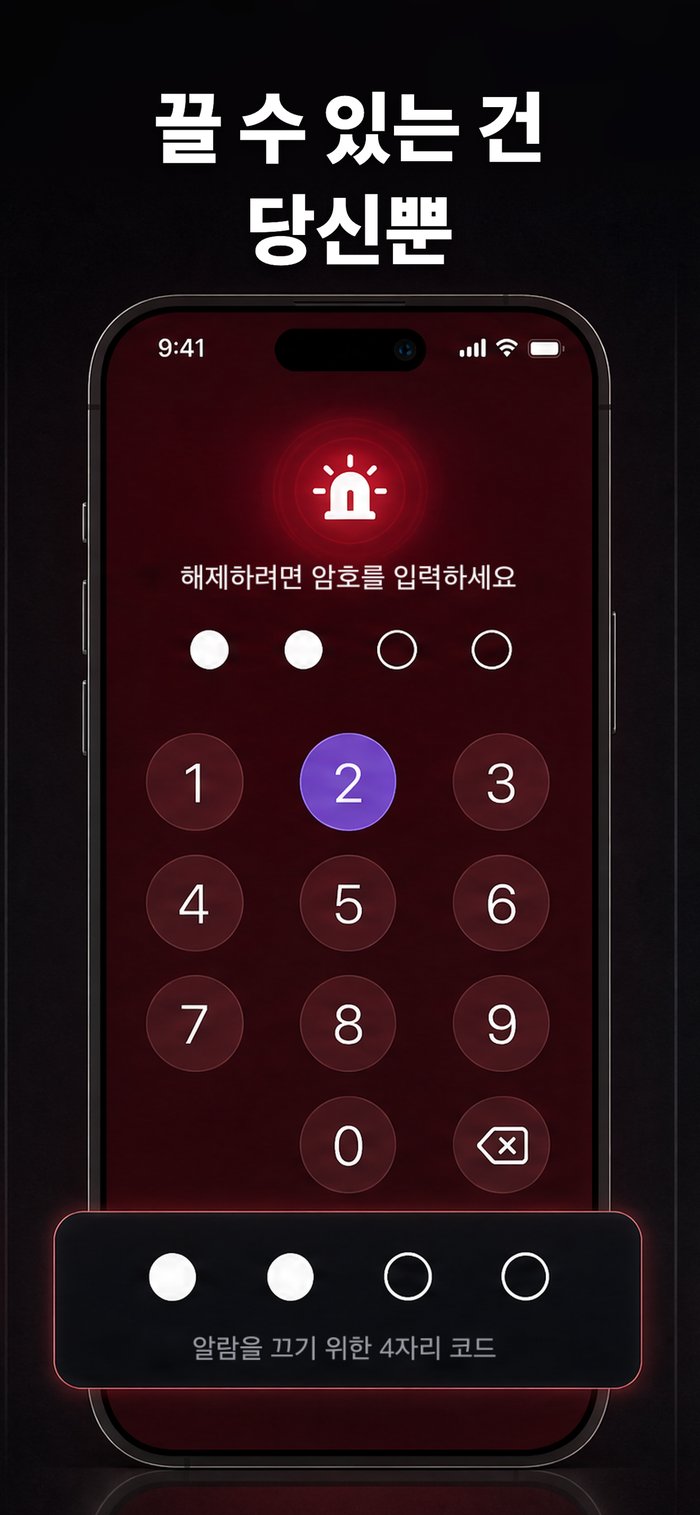 끌 수 있는 건
당신뿐
9:41
해제하려면 암호를 입력하세요
1 2 3
4 5 6
7 8 9
0
알람을 끄기 위한 4자리 코드